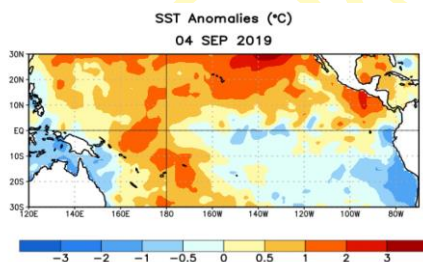 SST Anomalies (°C)
04 SEP 2019
30N
20N
10N
EQ
10S
20S
30S
120E 140E 160E 180 160W 140W 120W 100W 80W
-3 -2 -1 -0.5 0 0.5 1 2 3